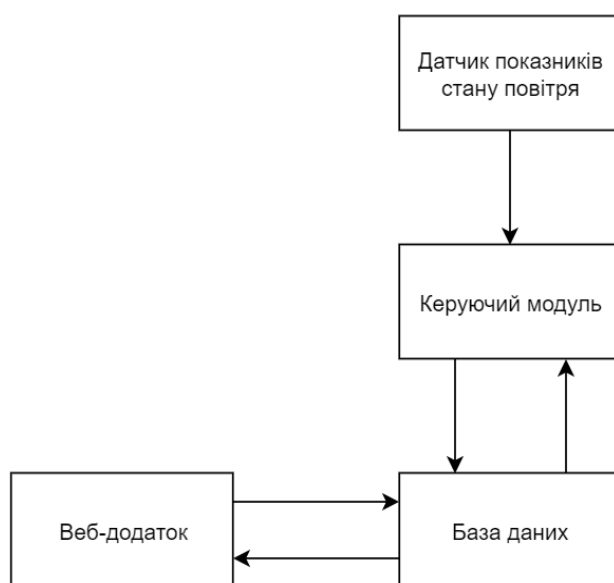 Датчик показників
стану повітря
Керуючий модуль
Веб-додаток
База даних